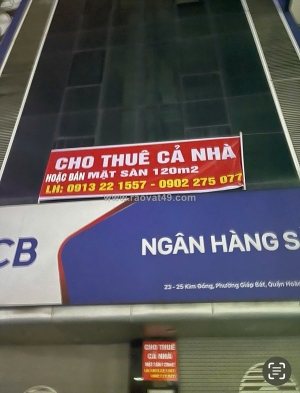 CHO THUÊ CẢ NHÀ
HOẶC BÁN MẶT SÀN 120m2
LH: 0913 22 1557 - 0902 275 077
www.raovat49.com
CB
NGÂN HÀNG S
23 - 25 Kim Đồng, Phường Giáp Bát, Quận Hoàn
CHO THUÊ
CẢ NHÀ